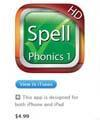 HD
Spell
Phonics 1
View in iTunes
+ This app is designed for
both iPhone and iPad
$4.99